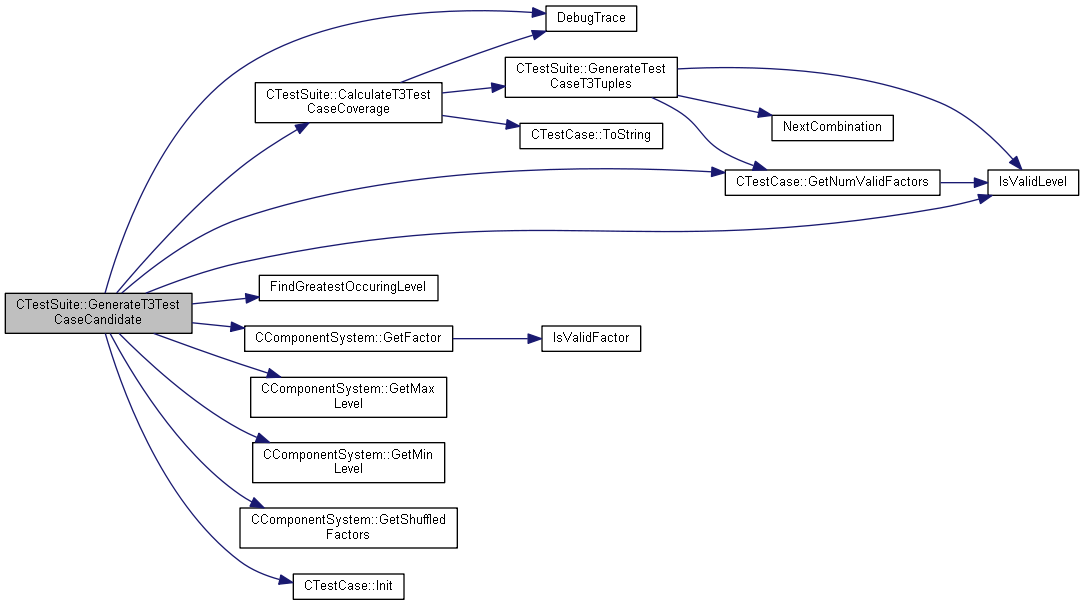 DebugTrace
CTestSuite::GenerateTest
CaseT3Tuples
CTestSuite::CalculateT3Test
CaseCoverage
NextCombination
CTestCase::ToString
CTestCase::GetNumValidFactors
IsValidLevel
FindGreatestOccuringLevel
CTestSuite::GenerateT3Test
CaseCandidate
CComponentSystem::GetFactor
IsValidFactor
CComponentSystem::GetMax
Level
CComponentSystem::GetMin
Level
CComponentSystem::GetShuffled
Factors
CTestCase::Init